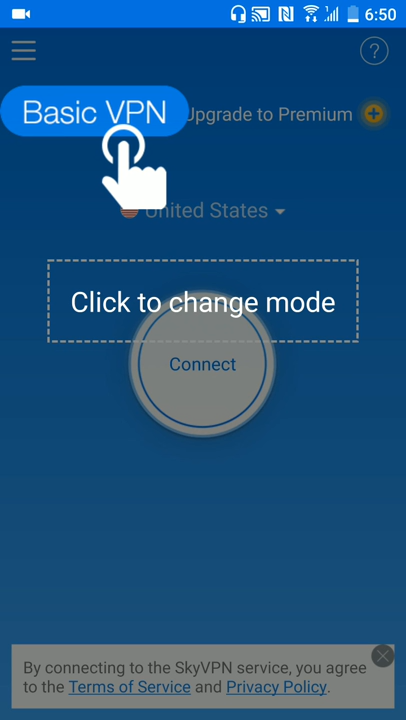 6:50
?
Basic VPN
Upgrade to Premium
United States
Click to change mode
Connect
By connecting to the SkyVPN service, you agree
to the Terms of Service and Privacy Policy.